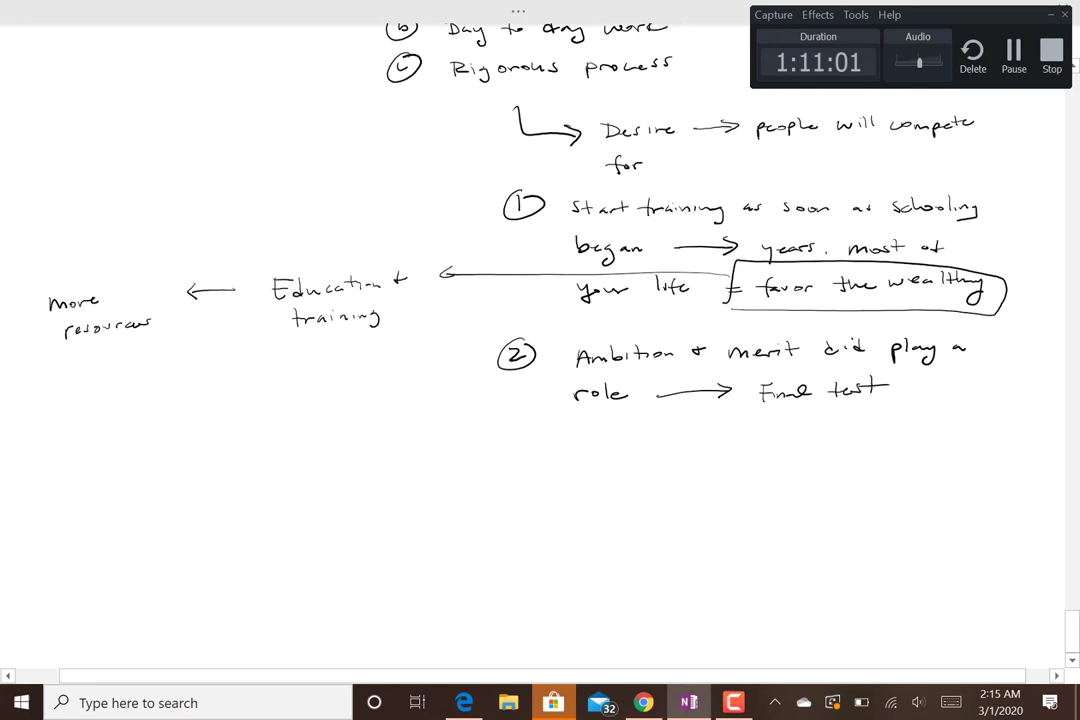 Capture Effects Tools Help
Duration
Audio
1:11:01
Delete
Pause
Stop
(b) Day to day work
(c) Rigorous process
Desire → people will compete
for
(1) Start training as soon as schooling
began → years. most of
your life = favor the wealthy
Education +
training
more
resources
(2) Ambition + merit did play a
role → Final test
Type here to search
32
2:15 AM
3/1/2020